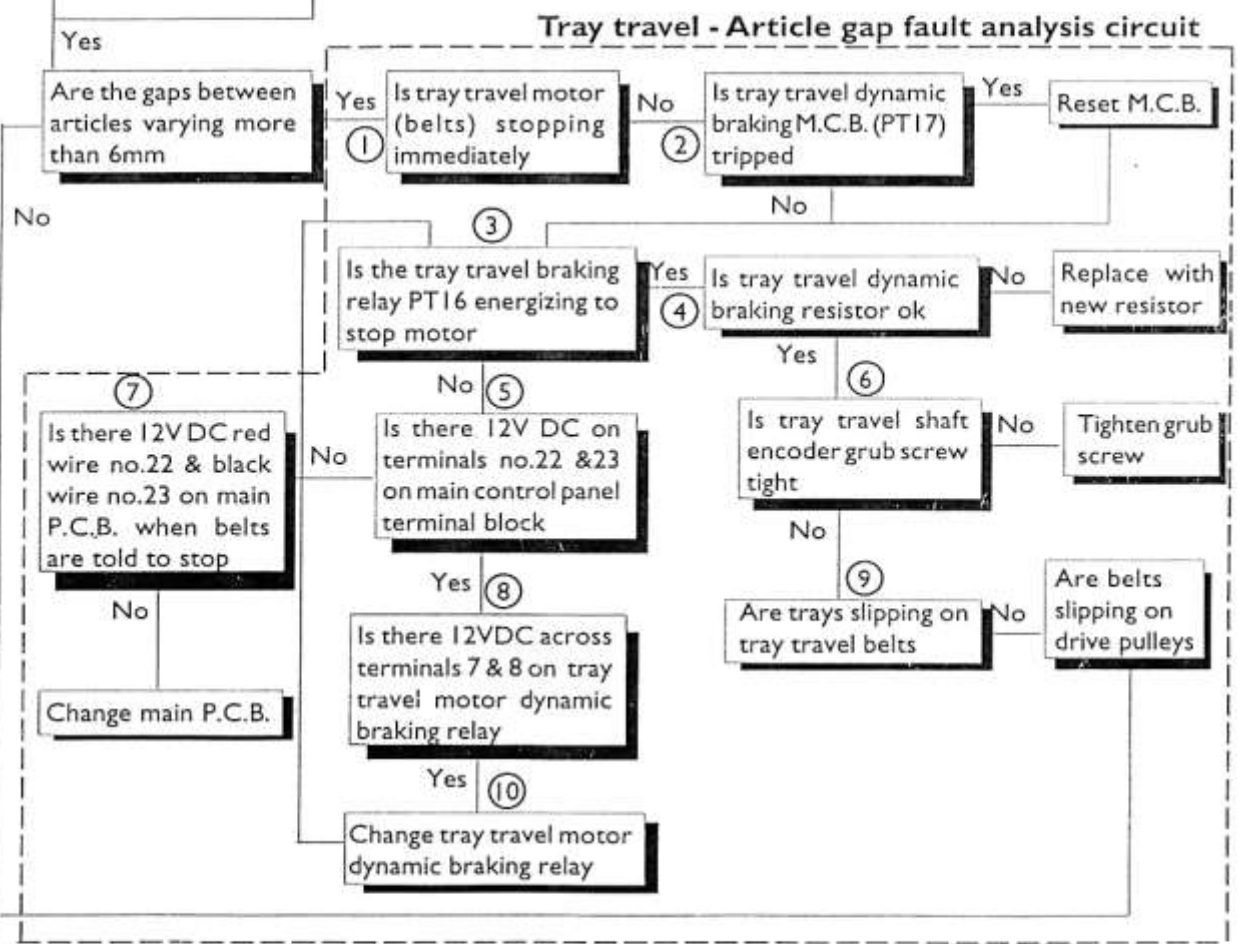 Tray travel - Article gap fault analysis circuit
Yes
Are the gaps between
articles varying more
than 6mm
Yes
1
No
Is tray travel motor
(belts) stopping
immediately
No
2
Is tray travel dynamic
braking M.C.B. (PT17)
tripped
Yes
Reset M.C.B.
No
3
Is the tray travel braking
relay PT16 energizing to
stop motor
Yes
4
Is tray travel dynamic
braking resistor ok
No
Replace with
new resistor
Yes
6
No
5
7
Is there 12V DC red
wire no.22 & black
wire no.23 on main
P.C.B. when belts
are told to stop
No
Is there 12V DC on
terminals no.22 &23
on main control panel
terminal block
Is tray travel shaft
encoder grub screw
tight
No
Tighten grub
screw
No
9
Yes
8
No
Is there 12VDC across
terminals 7 & 8 on tray
travel motor dynamic
braking relay
Are trays slipping on
tray travel belts
No
Are belts
slipping on
drive pulleys
Change main P.C.B.
Yes
10
Change tray travel motor
dynamic braking relay